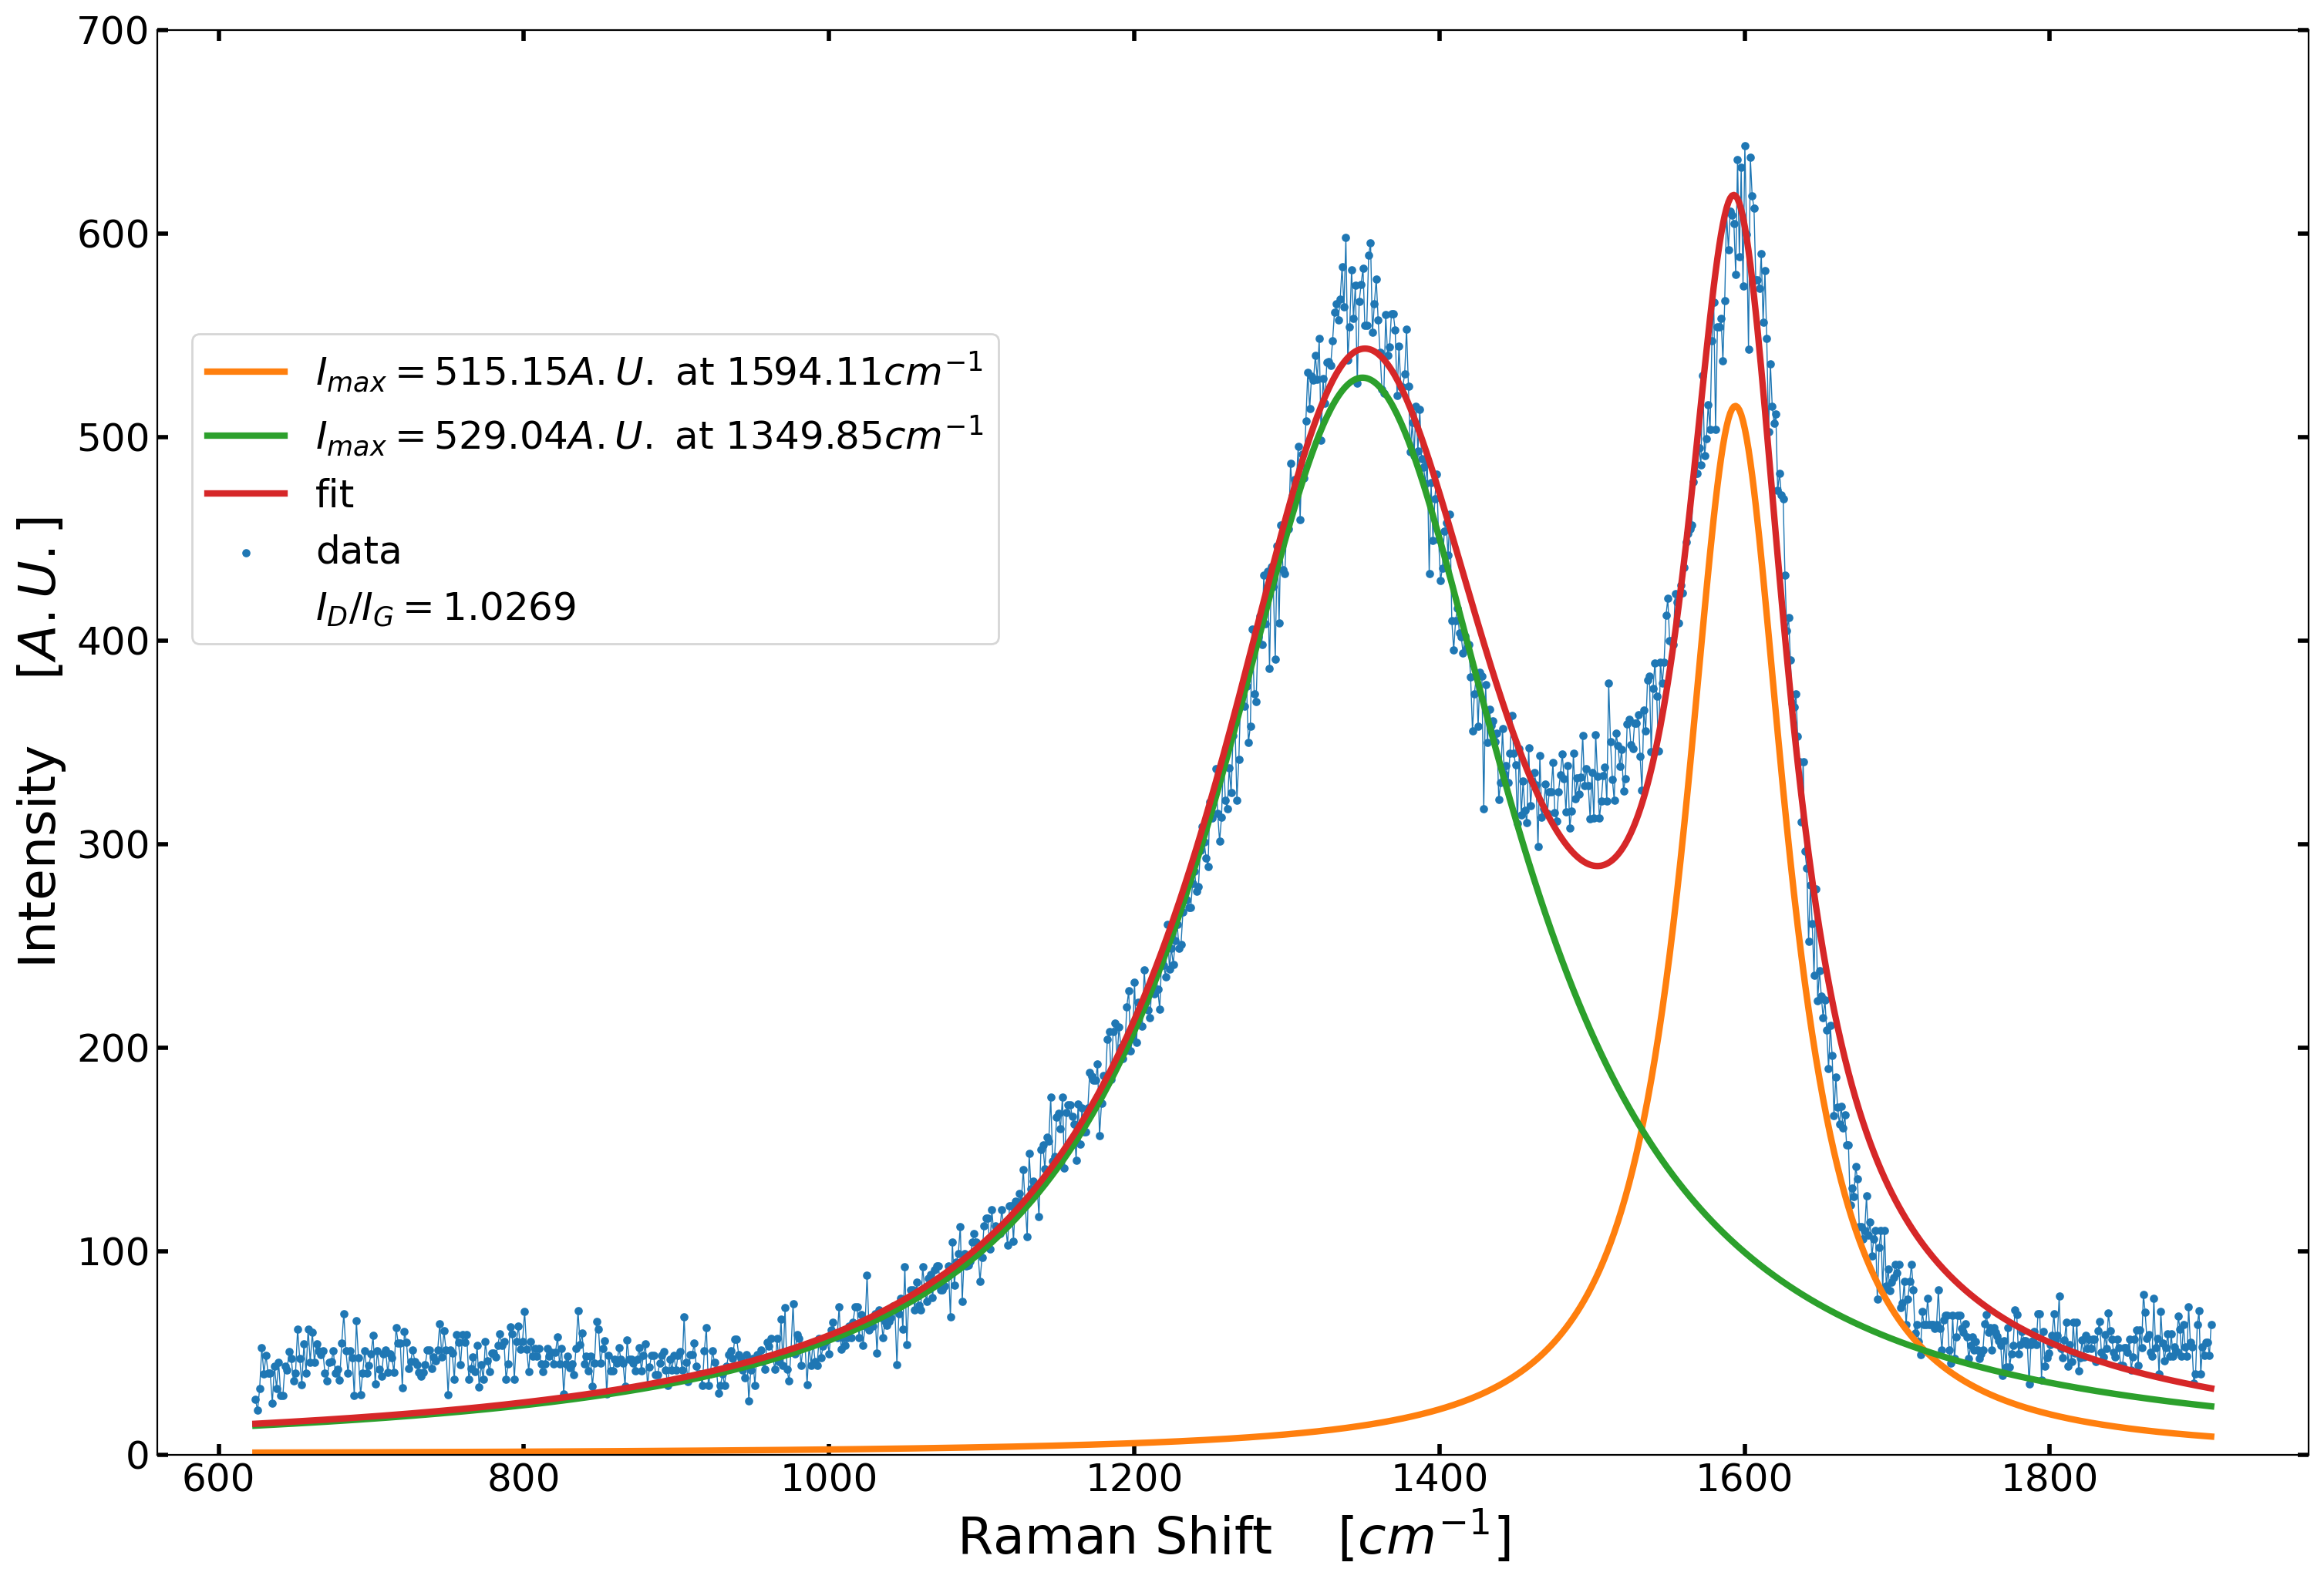 700
600
500
400
300
200
100
0
Intensity [A.U.]
I_max = 515.15A.U. at 1594.11cm⁻¹
I_max = 529.04A.U. at 1349.85cm⁻¹
fit
data
I_D/I_G = 1.0269
600 800 1000 1200 1400 1600 1800
Raman Shift [cm⁻¹]